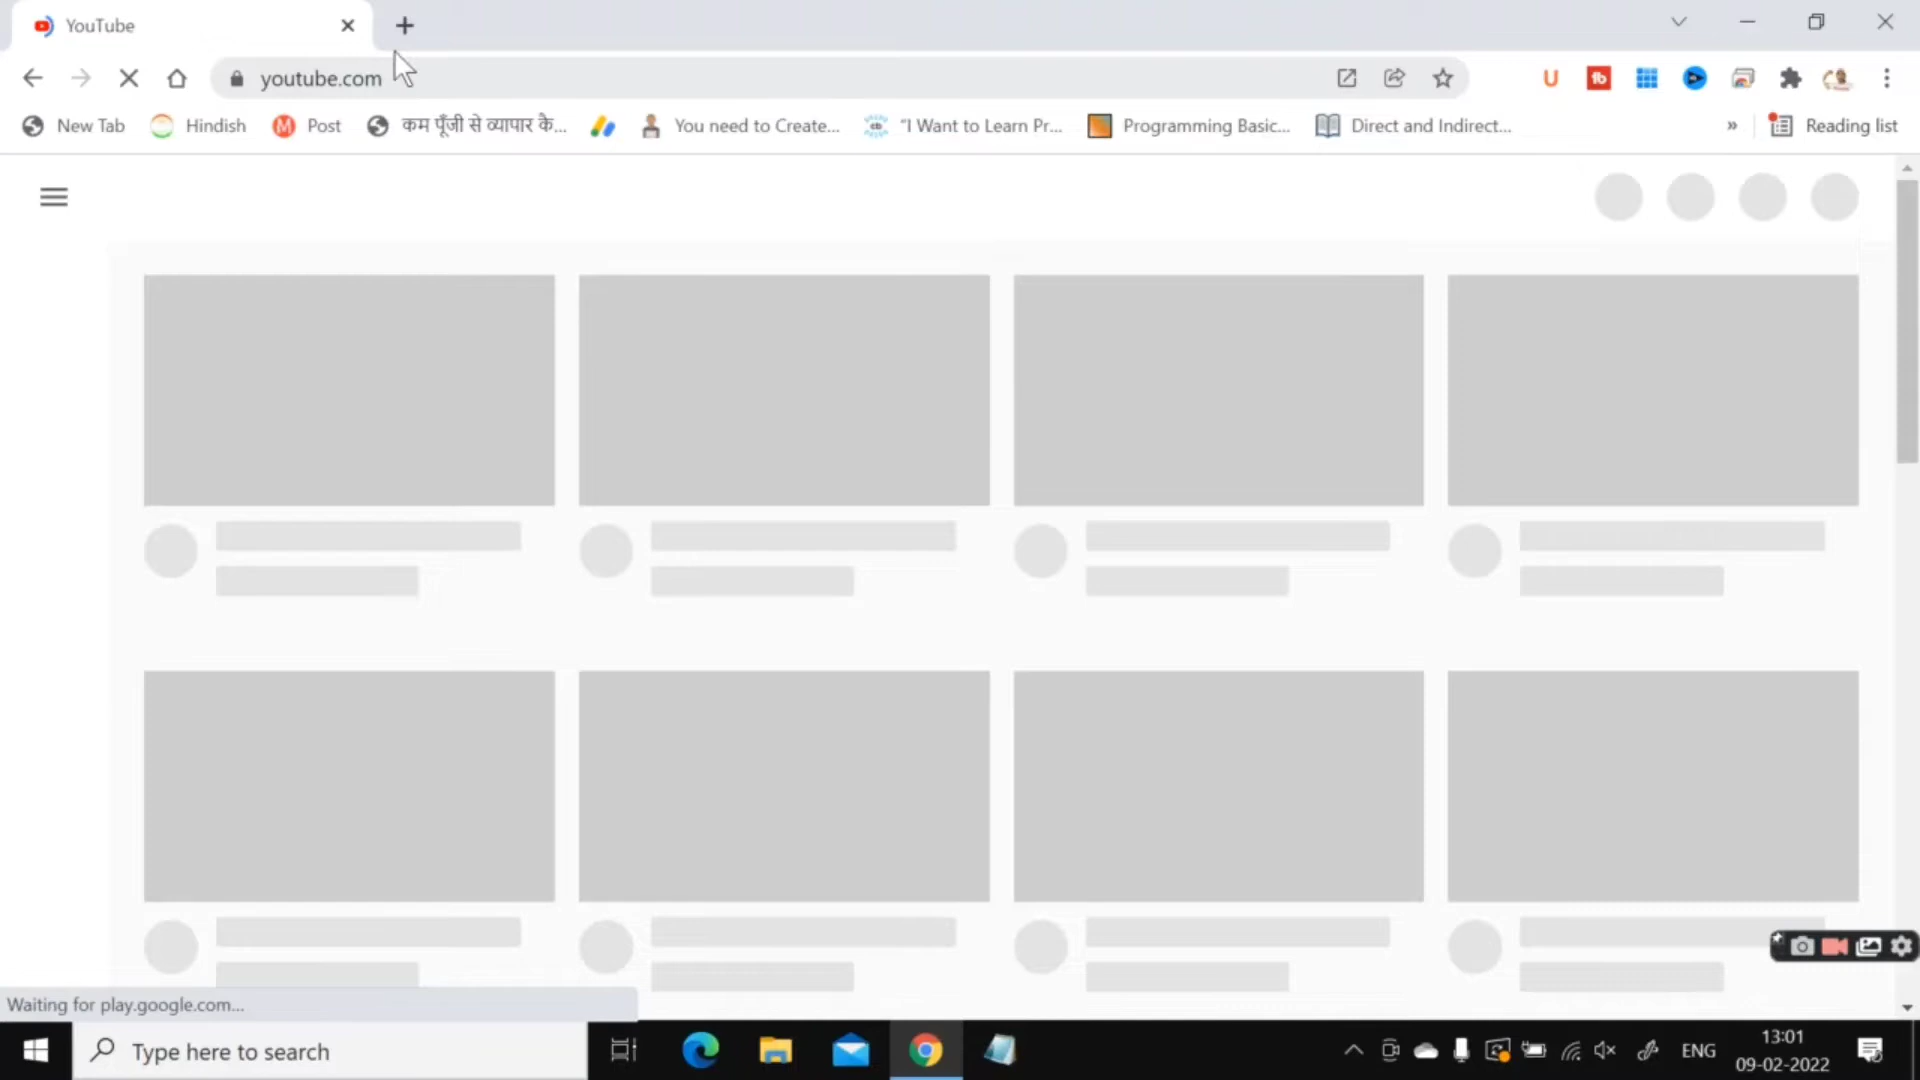 YouTube
youtube.com
New Tab
Hindish
Post
कम पूँजी से व्यापार कै...
You need to Create...
"I Want to Learn Pr...
Programming Basic...
Direct and Indirect...
»
Reading list
Waiting for play.google.com...
Type here to search
ENG
13:01
09-02-2022